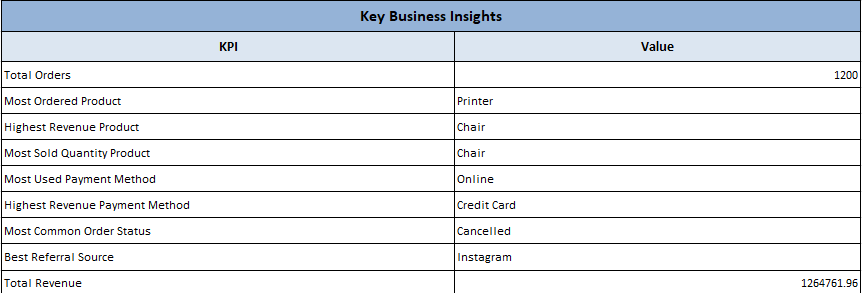 Key Business Insights
KPI Value
Total Orders 1200
Most Ordered Product Printer
Highest Revenue Product Chair
Most Sold Quantity Product Chair
Most Used Payment Method Online
Highest Revenue Payment Method Credit Card
Most Common Order Status Cancelled
Best Referral Source Instagram
Total Revenue 1264761.96